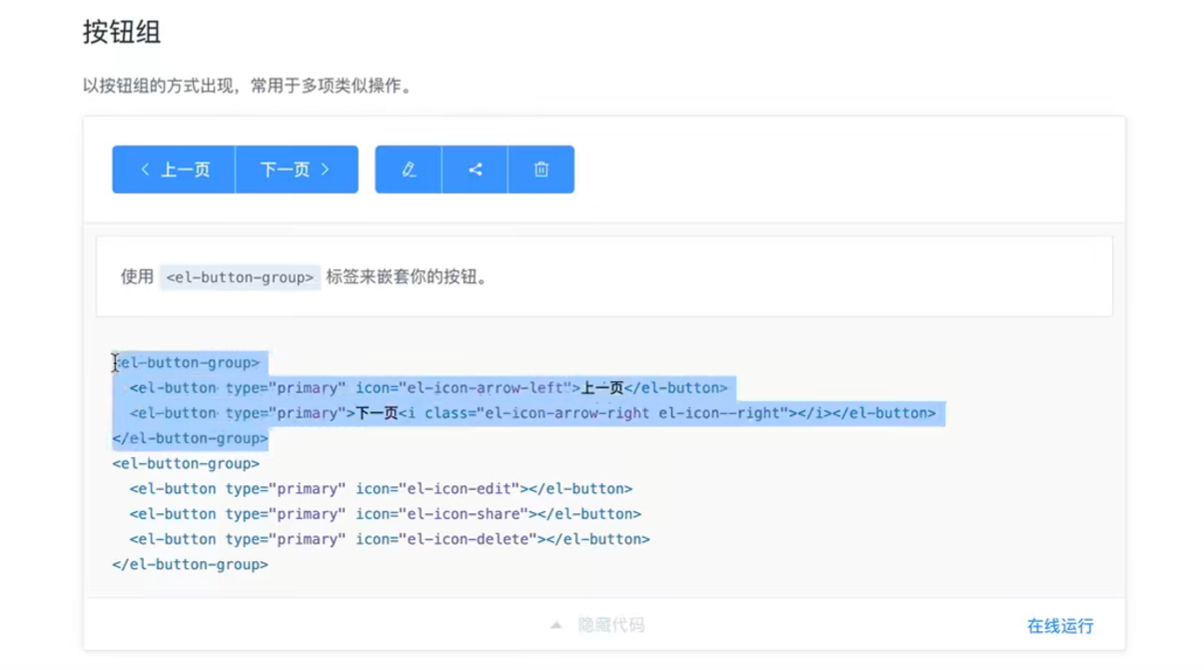 按钮组
以按钮组的方式出现，常用于多项类似操作。
上一页 下一页
使用 <el-button-group> 标签来嵌套你的按钮。
<el-button-group>
<el-button type="primary" icon="el-icon-arrow-left">上一页</el-button>
<el-button type="primary">下一页<i class="el-icon-arrow-right el-icon--right"></i></el-button>
</el-button-group>
<el-button-group>
<el-button type="primary" icon="el-icon-edit"></el-button>
<el-button type="primary" icon="el-icon-share"></el-button>
<el-button type="primary" icon="el-icon-delete"></el-button>
</el-button-group>
隐藏代码 在线运行